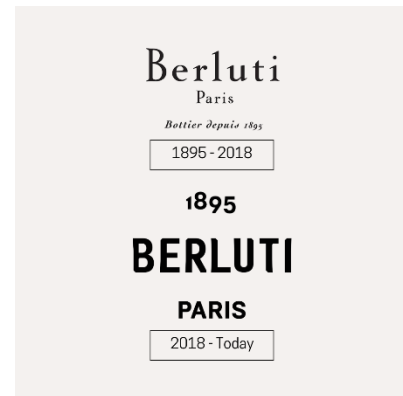 Berluti
Paris
Bottier depuis 1895
1895 - 2018
1895
BERLUTI
PARIS
2018 - Today